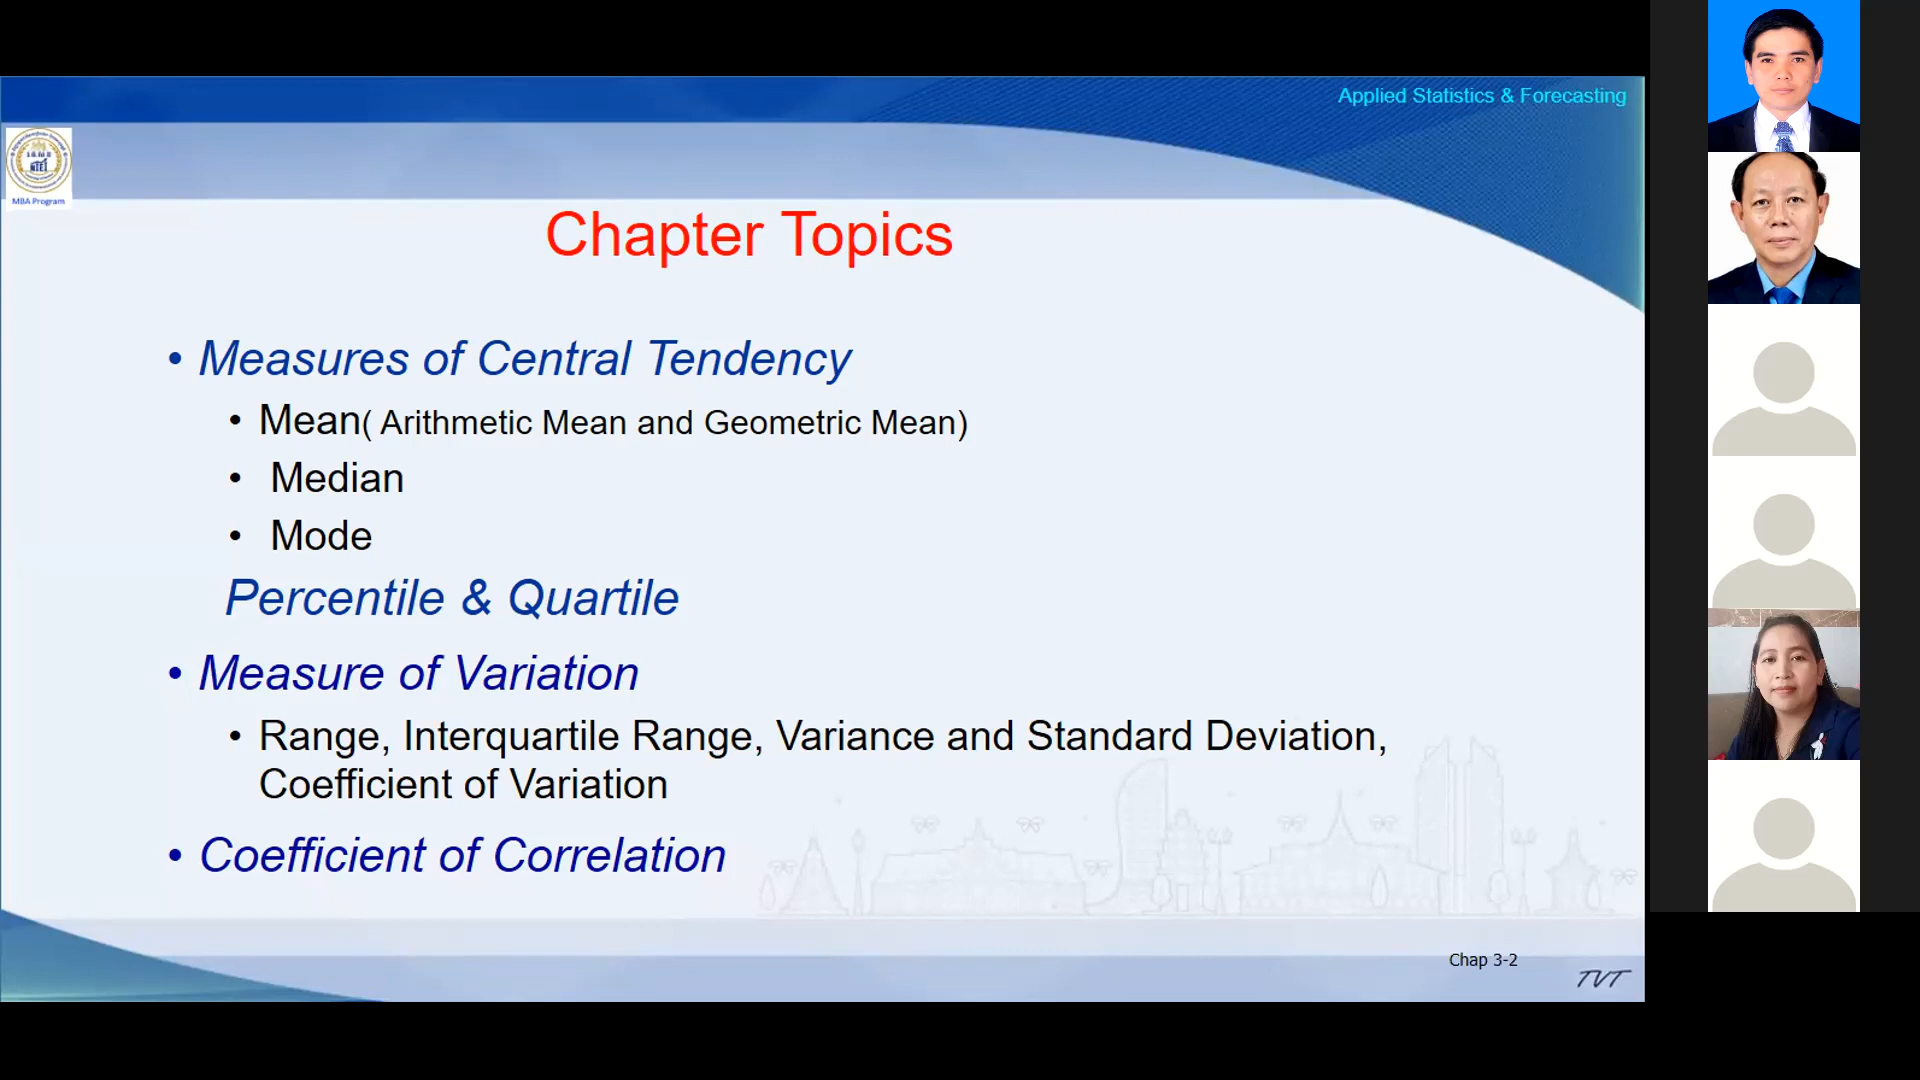 Applied Statistics & Forecasting
MBA Program
Chapter Topics
• Measures of Central Tendency
• Mean( Arithmetic Mean and Geometric Mean)
• Median
• Mode
Percentile & Quartile
• Measure of Variation
• Range, Interquartile Range, Variance and Standard Deviation,
Coefficient of Variation
• Coefficient of Correlation
Chap 3-2
TVT